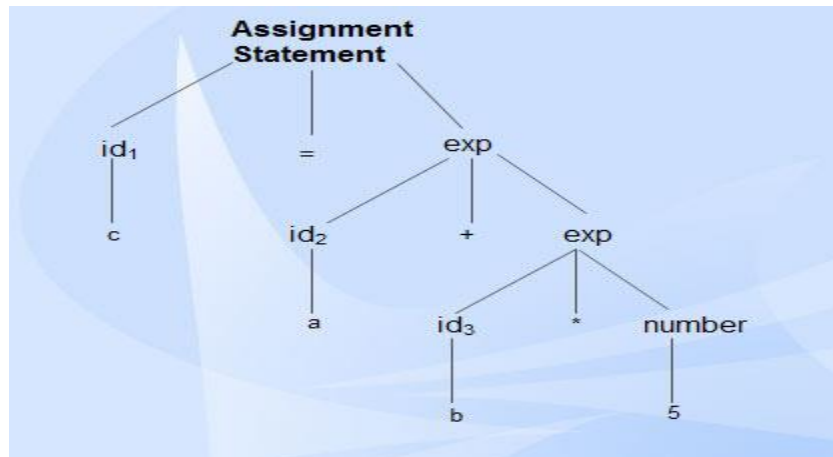 Assignment
Statement
id₁ = exp
c id₂ + exp
a id₃ * number
b 5